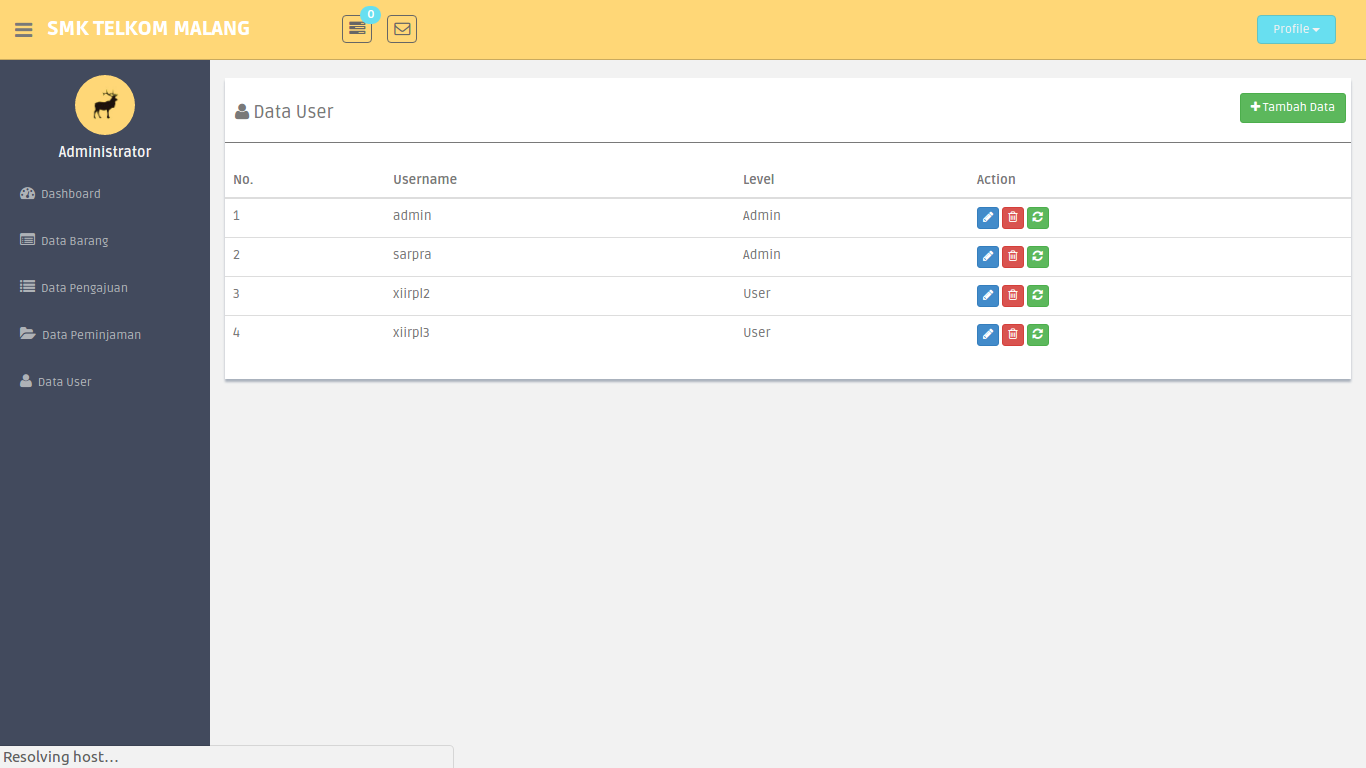 SMK TELKOM MALANG
0
Profile
Administrator
Dashboard
Data Barang
Data Pengajuan
Data Peminjaman
Data User
Data User
Tambah Data
No. Username Level Action
1 admin Admin
2 sarpra Admin
3 xiirpl2 User
4 xiirpl3 User
Resolving host...